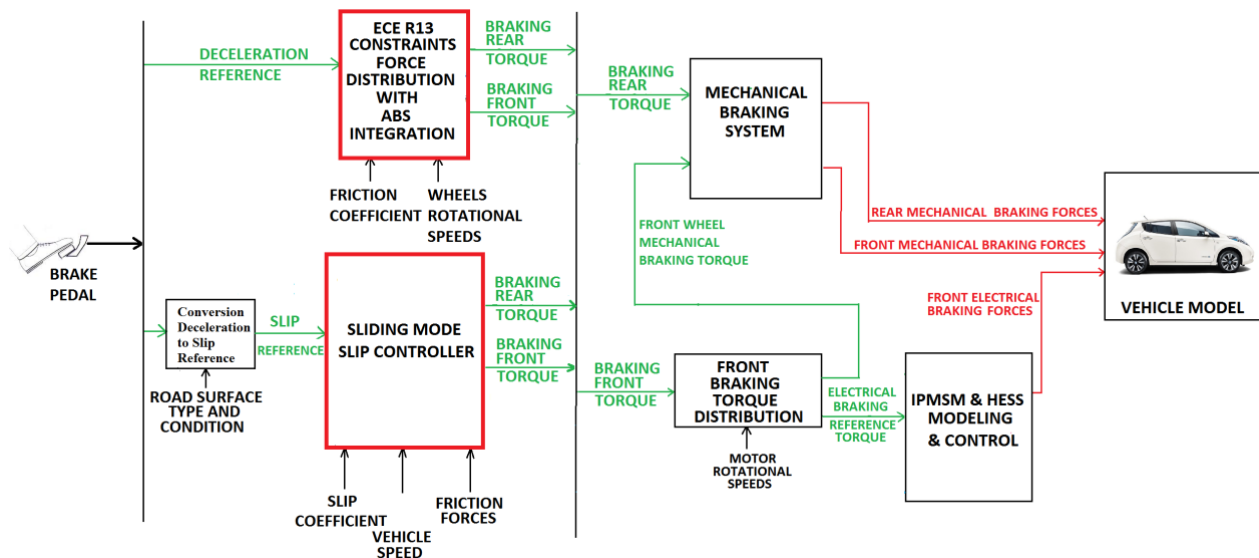 ECE R13
CONSTRAINTS
FORCE
DISTRIBUTION
WITH
ABS
INTEGRATION
DECELERATION
REFERENCE
BRAKING
REAR
TORQUE
BRAKING
FRONT
TORQUE
FRICTION
COEFFICIENT
WHEELS
ROTATIONAL
SPEEDS
BRAKE
PEDAL
Conversion
Deceleration
to Slip
Reference
ROAD SURFACE
TYPE AND
CONDITION
SLIP
REFERENCE
SLIDING MODE
SLIP CONTROLLER
SLIP
COEFFICIENT
VEHICLE
SPEED
FRICTION
FORCES
BRAKING
REAR
TORQUE
BRAKING
FRONT
TORQUE
BRAKING
REAR
TORQUE
MECHANICAL
BRAKING
SYSTEM
FRONT WHEEL
MECHANICAL
BRAKING TORQUE
BRAKING
FRONT
TORQUE
FRONT
BRAKING
TORQUE
DISTRIBUTION
MOTOR
ROTATIONAL
SPEEDS
ELECTRICAL
BRAKING
REFERENCE
TORQUE
IPMSM & HESS
MODELING
& CONTROL
REAR MECHANICAL BRAKING FORCES
FRONT MECHANICAL BRAKING FORCES
FRONT ELECTRICAL
BRAKING FORCES
VEHICLE MODEL